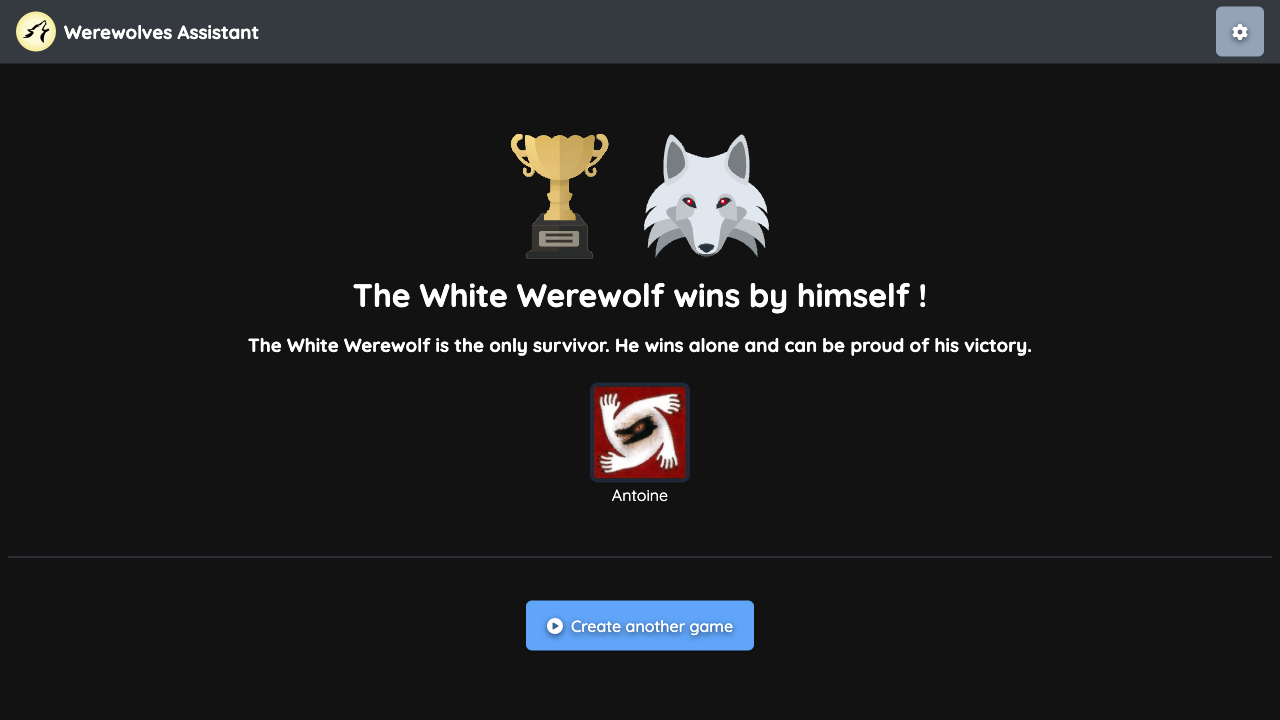 Werewolves Assistant
The White Werewolf wins by himself !
The White Werewolf is the only survivor. He wins alone and can be proud of his victory.
Antoine
Create another game